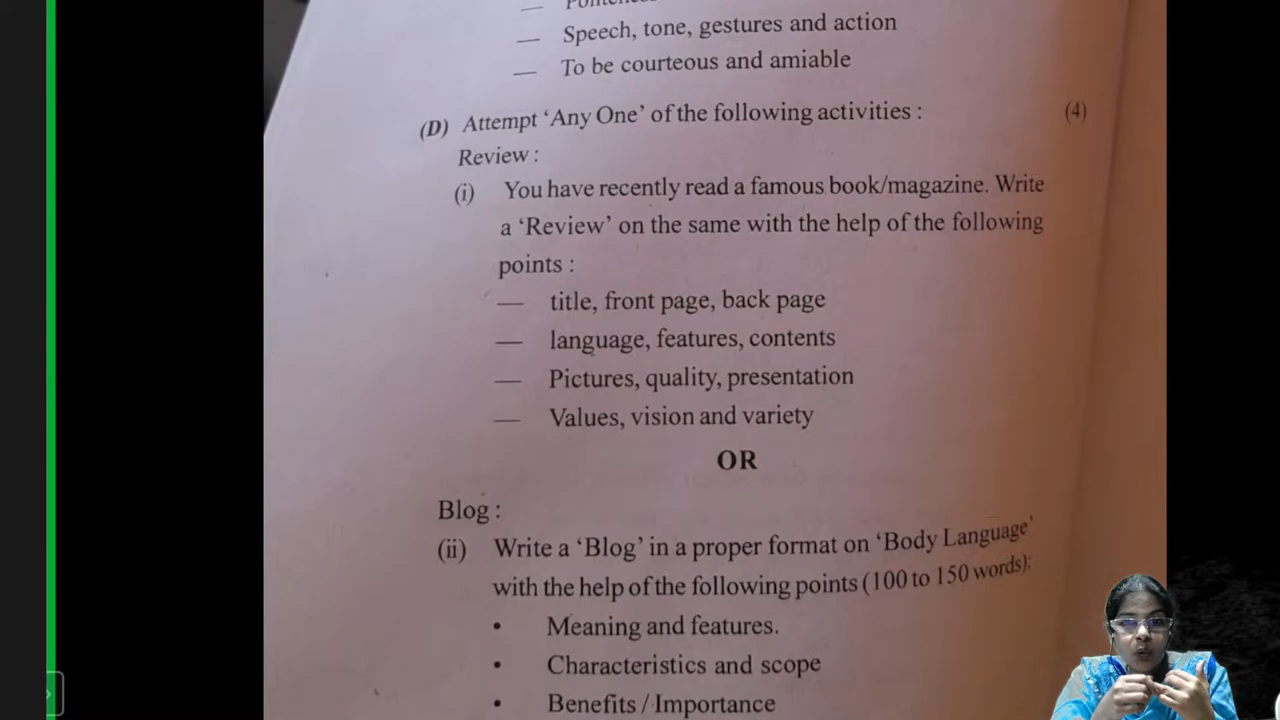 — Politeness
— Speech, tone, gestures and action
— To be courteous and amiable
(D) Attempt ‘Any One’ of the following activities : (4)
Review :
(i) You have recently read a famous book/magazine. Write
a ‘Review’ on the same with the help of the following
points :
— title, front page, back page
— language, features, contents
— Pictures, quality, presentation
— Values, vision and variety
OR
Blog :
(ii) Write a ‘Blog’ in a proper format on ‘Body Language’
with the help of the following points (100 to 150 words):
• Meaning and features.
• Characteristics and scope
• Benefits / Importance